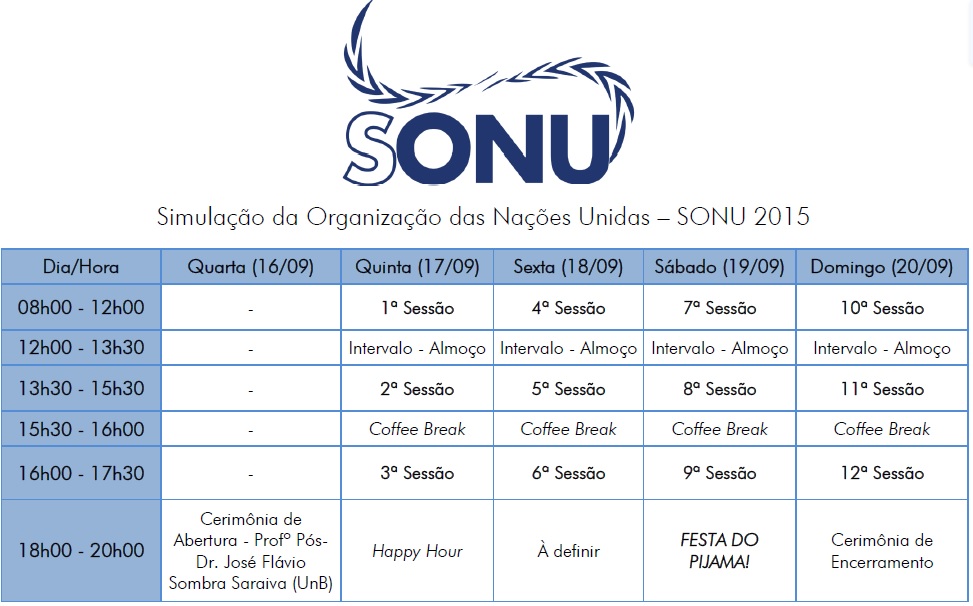 SONU
Simulação da Organização das Nações Unidas – SONU 2015
Dia/Hora Quarta (16/09) Quinta (17/09) Sexta (18/09) Sábado (19/09) Domingo (20/09)
08h00 - 12h00 - 1ª Sessão 4ª Sessão 7ª Sessão 10ª Sessão
12h00 - 13h30 - Intervalo - Almoço Intervalo - Almoço Intervalo - Almoço Intervalo - Almoço
13h30 - 15h30 - 2ª Sessão 5ª Sessão 8ª Sessão 11ª Sessão
15h30 - 16h00 - Coffee Break Coffee Break Coffee Break Coffee Break
16h00 - 17h30 - 3ª Sessão 6ª Sessão 9ª Sessão 12ª Sessão
18h00 - 20h00
Cerimônia de
Abertura - Profº Pós-
Dr. José Flávio
Sombra Saraiva (UnB)
Happy Hour
À definir
FESTA DO
PIJAMA!
Cerimônia de
Encerramento